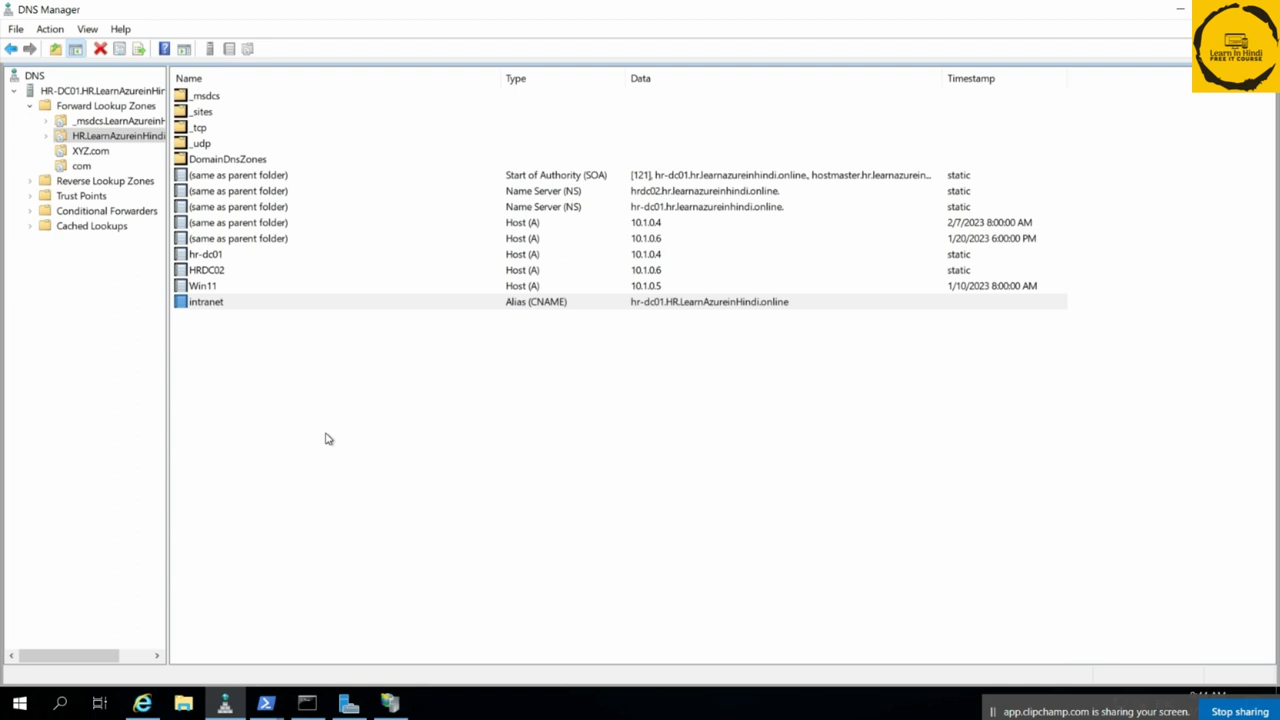 DNS Manager
File Action View Help
Learn In Hindi
FREE IT COURSE
DNS
HR-DC01.HR.LearnAzureinHir
Forward Lookup Zones
_msdcs.LearnAzureinH
HR.LearnAzureinHindi
XYZ.com
com
Reverse Lookup Zones
Trust Points
Conditional Forwarders
Cached Lookups
Name Type Data Timestamp
_msdcs
_sites
_tcp
_udp
DomainDnsZones
(same as parent folder) Start of Authority (SOA) [121], hr-dc01.hr.learnazureinhindi.online., hostmaster.hr.learnazurein... static
(same as parent folder) Name Server (NS) hrdc02.hr.learnazureinhindi.online. static
(same as parent folder) Name Server (NS) hr-dc01.hr.learnazureinhindi.online. static
(same as parent folder) Host (A) 10.1.0.4 2/7/2023 8:00:00 AM
(same as parent folder) Host (A) 10.1.0.6 1/20/2023 6:00:00 PM
hr-dc01 Host (A) 10.1.0.4 static
HRDC02 Host (A) 10.1.0.6 static
Win11 Host (A) 10.1.0.5 1/10/2023 8:00:00 AM
intranet Alias (CNAME) hr-dc01.HR.LearnAzureinHindi.online
app.clipchamp.com is sharing your screen. Stop sharing